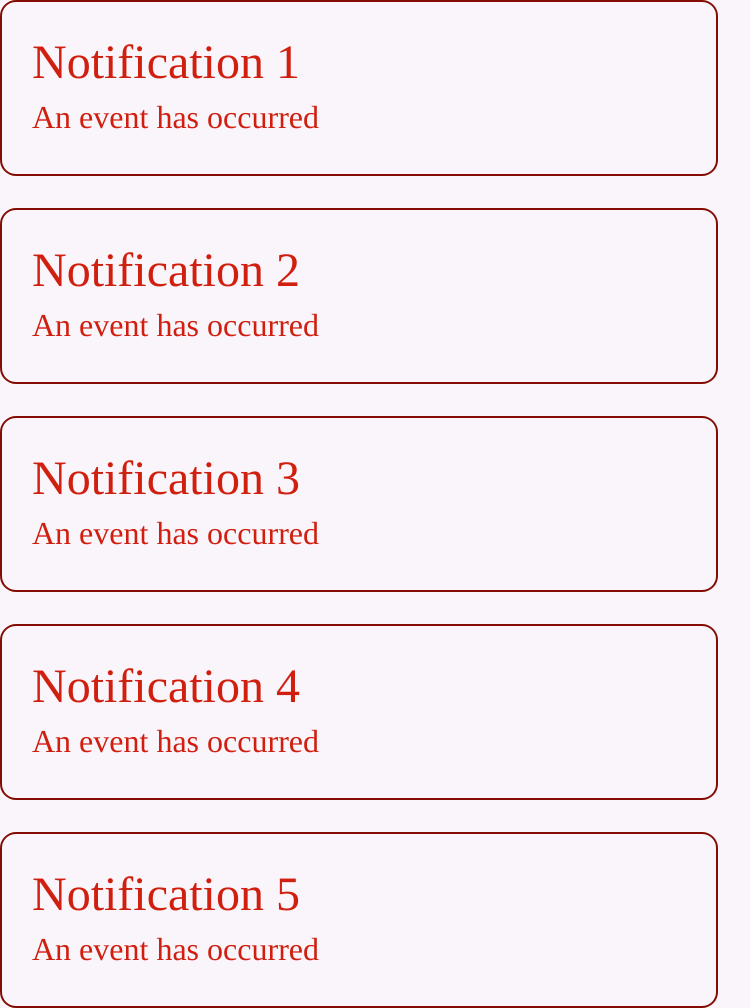 Notification 1
An event has occurred
Notification 2
An event has occurred
Notification 3
An event has occurred
Notification 4
An event has occurred
Notification 5
An event has occurred